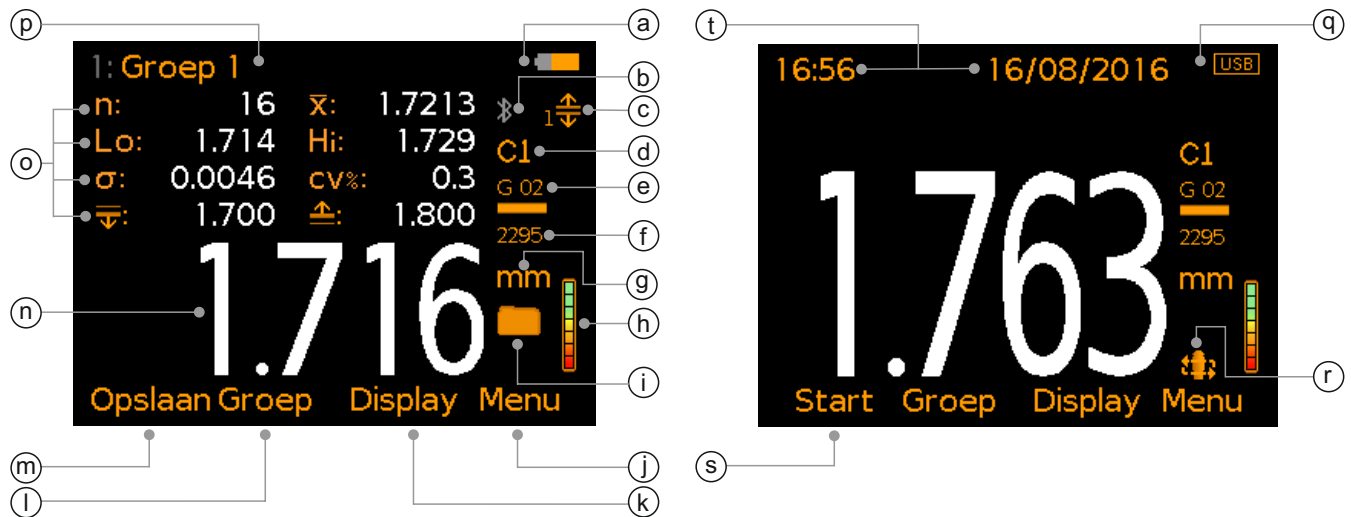 p
a
t
q
1: Groep 1
16:56 16/08/2016 USB
b
n: 16 x̅: 1.7213
1
c
Lo: 1.714 Hi: 1.729
C1
d
C1
o
σ: 0.0046 cv%: 0.3
G 02
e
G 02
1.700 1.800
2295
f
2295
mm
g
mm
n
1.716
h
1.763
i
r
Opslaan Groep Display Menu
Start Groep Display Menu
m
j
s
l
k